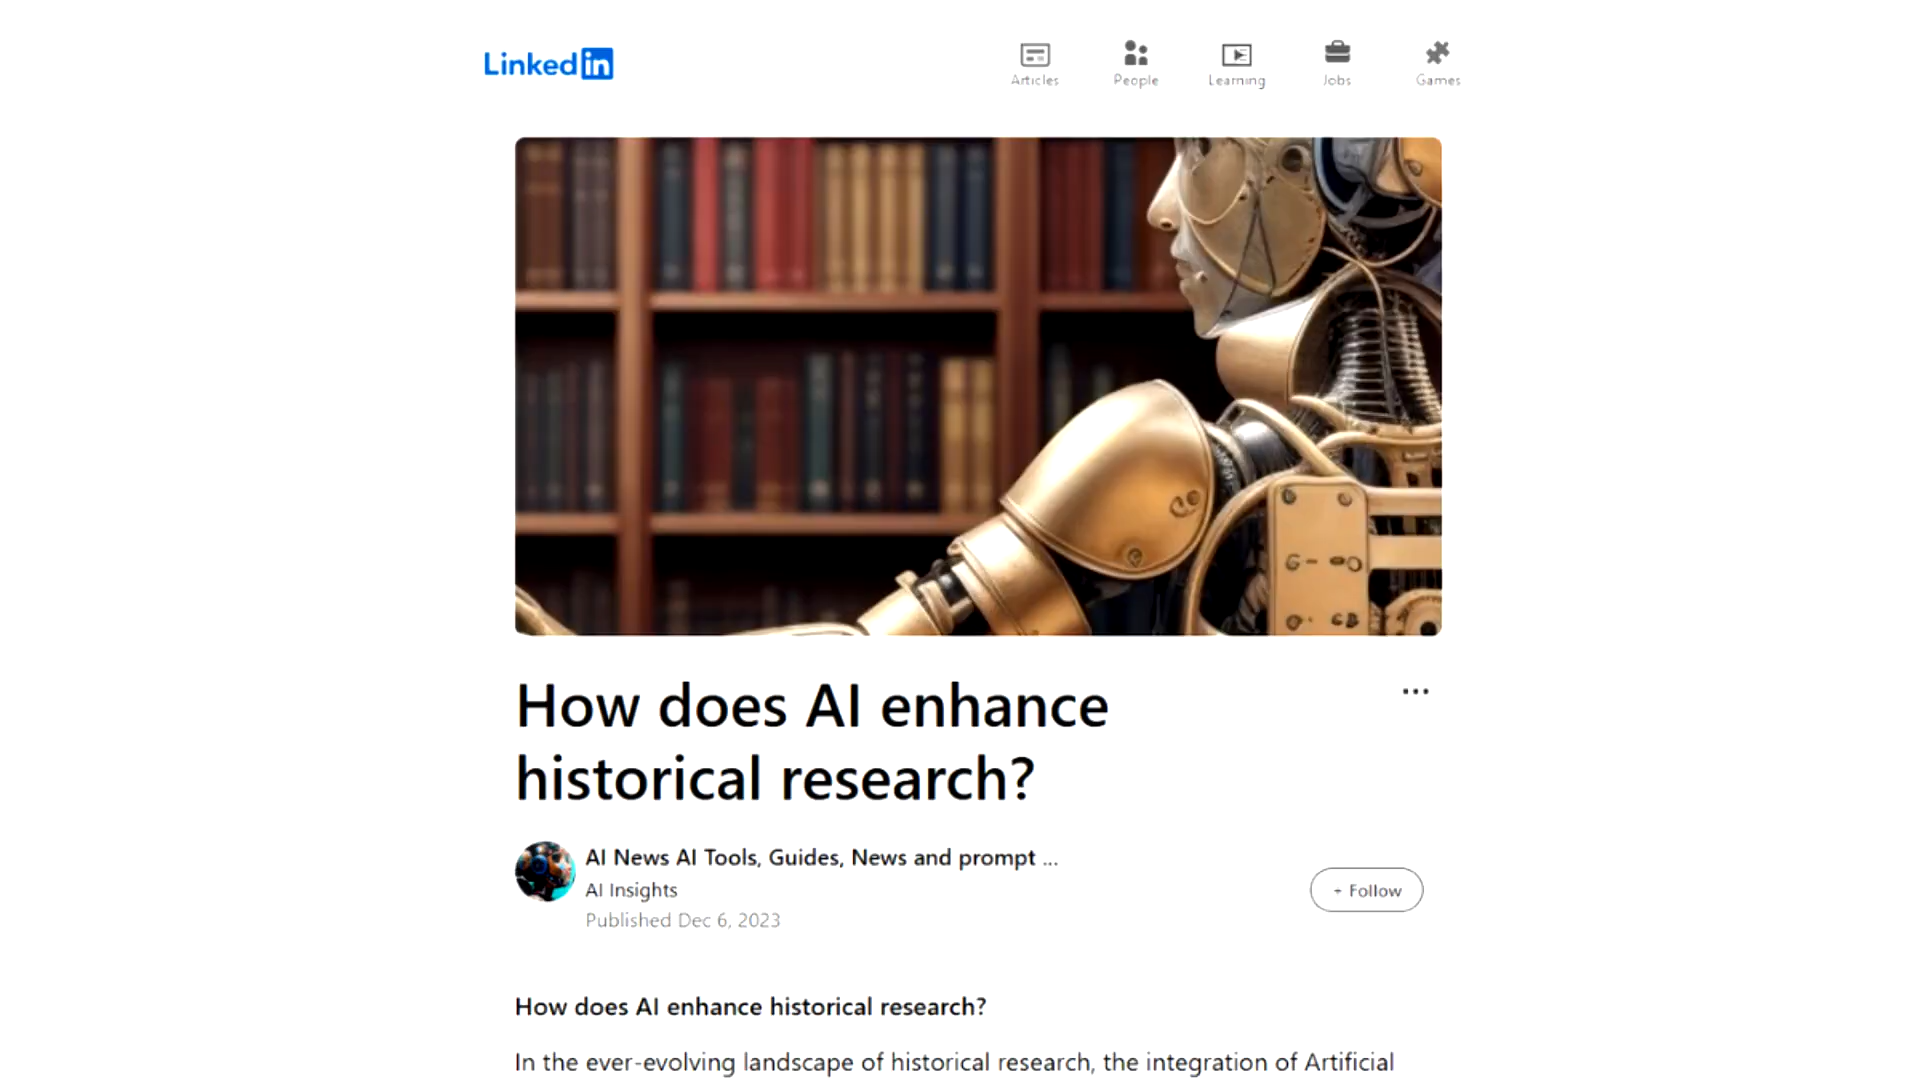 Linked in
Articles People Learning Jobs Games
How does AI enhance
historical research?
AI News AI Tools, Guides, News and prompt ...
AI Insights
Published Dec 6, 2023
+ Follow
How does AI enhance historical research?
In the ever-evolving landscape of historical research, the integration of Artificial